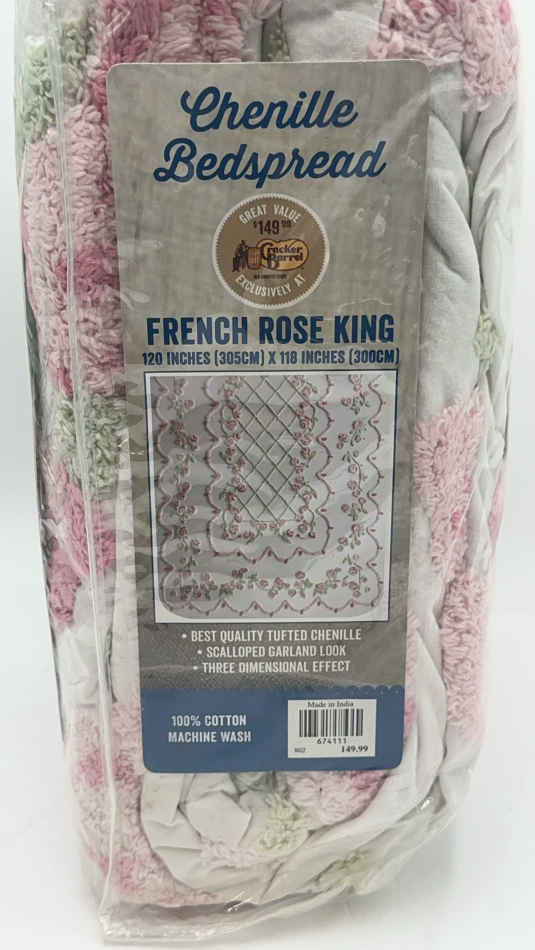 Chenille
Bedspread
GREAT VALUE
$149.99
Cracker
Barrel
EXCLUSIVELY AT
FRENCH ROSE KING
120 INCHES (305CM) X 118 INCHES (300CM)
• BEST QUALITY TUFTED CHENILLE
• SCALLOPED GARLAND LOOK
• THREE DIMENSIONAL EFFECT
100% COTTON
MACHINE WASH
Made in India
674111
149.99